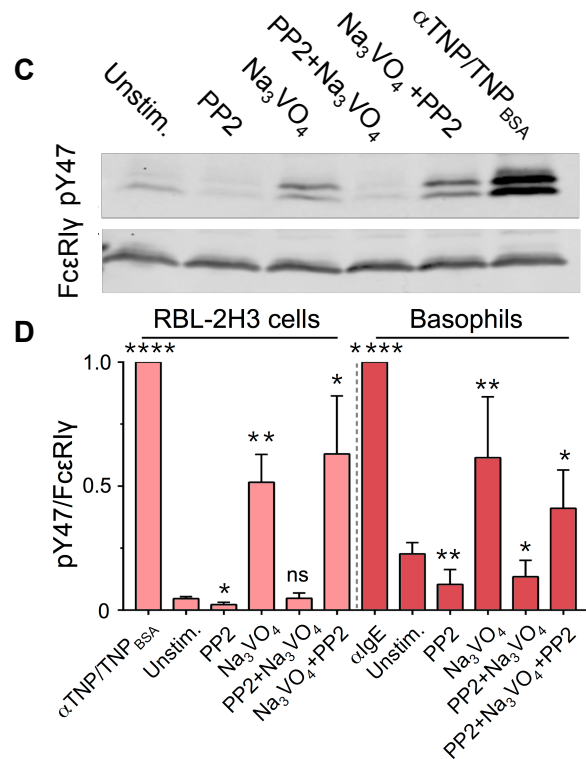 C
Unstim.
PP2
Na₃VO₄
PP2+Na₃VO₄
Na₃VO₄ +PP2
αTNP/TNP BSA
pY47
FcεRIγ
D
RBL-2H3 cells
Basophils
pY47/FcεRIγ
1.0
0.5
0
****
*
**
ns
*
****
**
**
*
*
αTNP/TNP BSA
Unstim.
PP2
Na₃VO₄
PP2+Na₃VO₄
Na₃VO₄+PP2
αIgE
Unstim.
PP2
Na₃VO₄
PP2+Na₃VO₄
PP2+Na₃VO₄+PP2